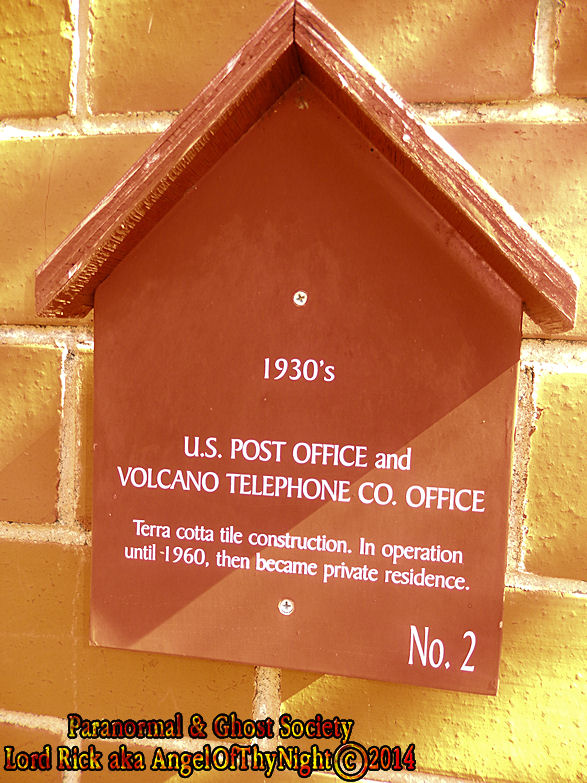 1930's
U.S. POST OFFICE and
VOLCANO TELEPHONE CO. OFFICE
Terra cotta tile construction. In operation
until -1960, then became private residence.
No. 2
Paranormal & Ghost Society
Lord Rick aka AngelOfThyNight © 2014